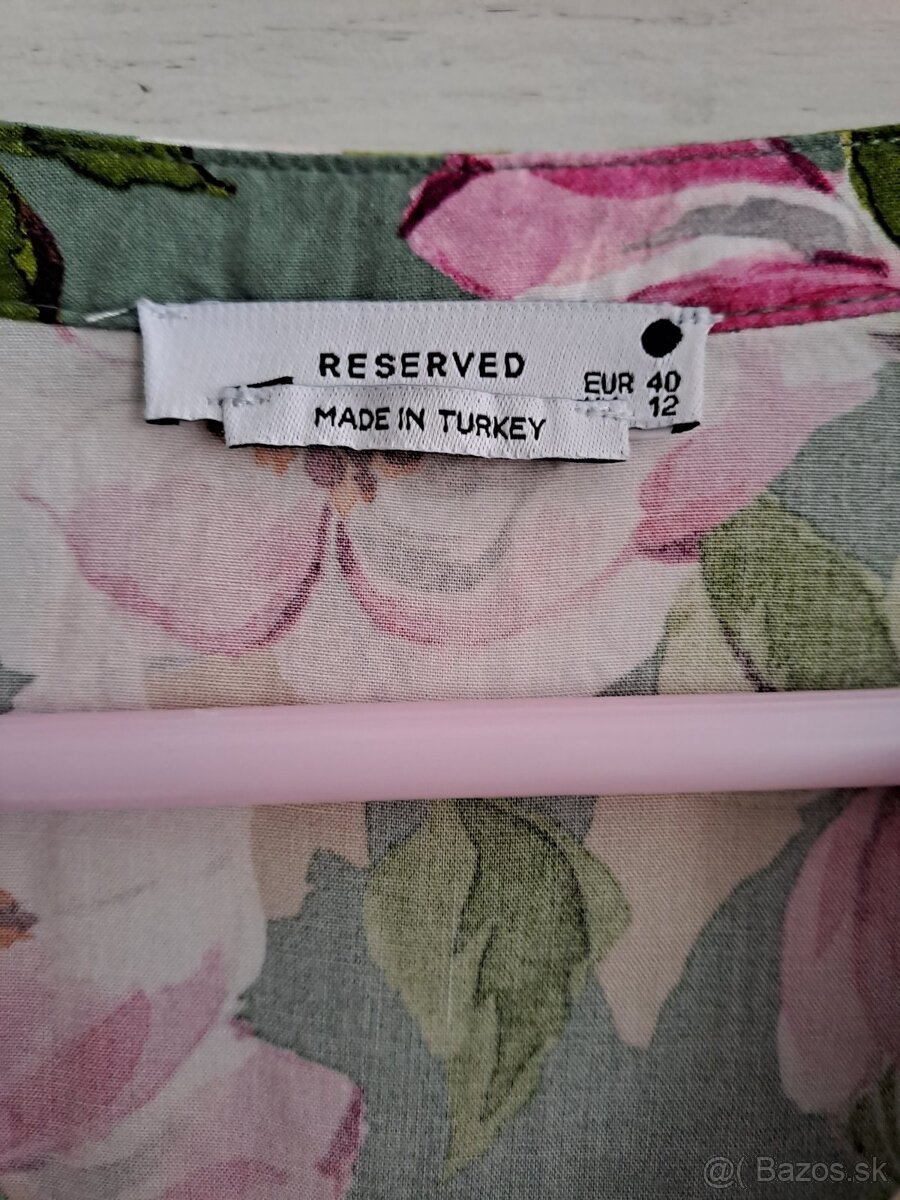 RESERVED
EUR 40
12
MADE IN TURKEY
@( Bazos.sk